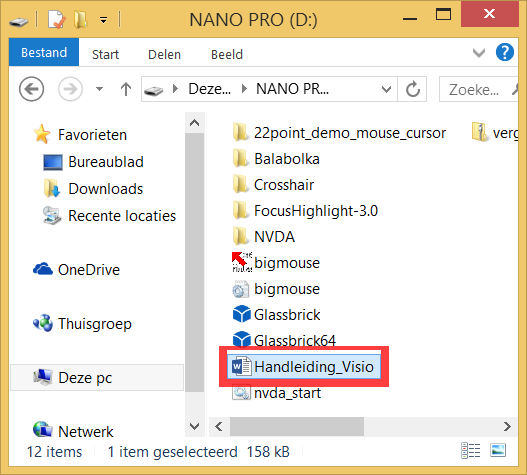 NANO PRO (D:)
Bestand Start Delen Beeld
Deze... NANO PR... Zoeke...
Favorieten
Bureaublad
Downloads
Recente locaties
OneDrive
Thuisgroep
Deze pc
Netwerk
22point_demo_mouse_cursor
Balabolka
Crosshair
FocusHighlight-3.0
NVDA
bigmouse
bigmouse
Glassbrick
Glassbrick64
Handleiding_Visio
nvda_start
verg
12 items 1 item geselecteerd 158 kB